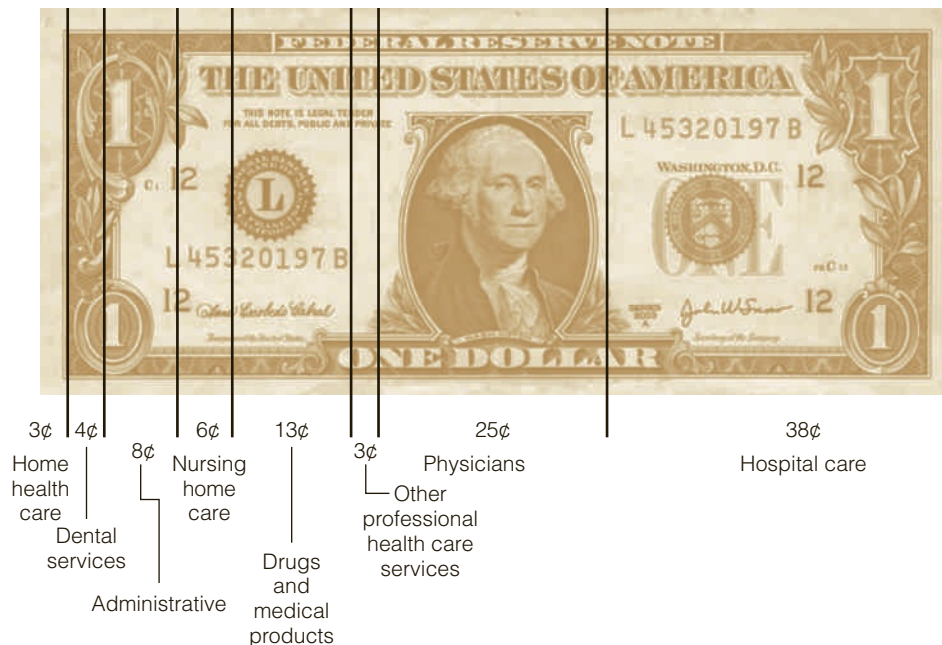 FEDERAL RESERVE NOTE
THE UNITED STATES OF AMERICA
THIS NOTE IS LEGAL TENDER
FOR ALL DEBTS, PUBLIC AND PRIVATE
L 45320197 B
WASHINGTON, D.C.
1
1
12
12
L
ONE
L 45320197 B
12
12
1
1
ONE DOLLAR
3¢
4¢
8¢
6¢
13¢
3¢
25¢
38¢
Home
health
care
Dental
services
Administrative
Nursing
home
care
Drugs
and
medical
products
Other
professional
health care
services
Physicians
Hospital care